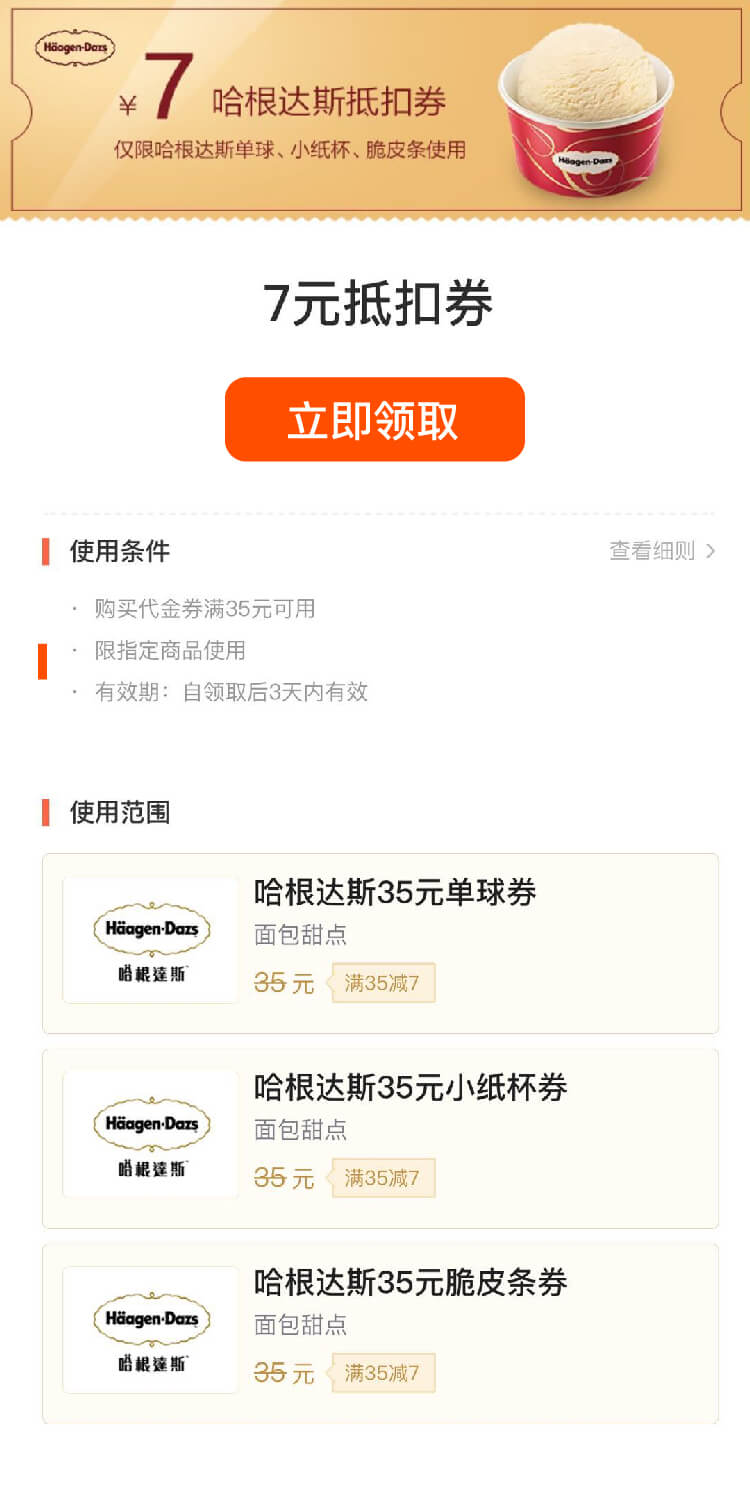 Häagen-Dazs
¥7 哈根达斯抵扣券
仅限哈根达斯单球、小纸杯、脆皮条使用
Häagen-Dazs
7元抵扣券
立即领取
使用条件
查看细则 >
· 购买代金券满35元可用
· 限指定商品使用
· 有效期：自领取后3天内有效
使用范围
Häagen-Dazs
哈根達斯
哈根达斯35元单球券
面包甜点
35 元 满35减7
Häagen-Dazs
哈根達斯
哈根达斯35元小纸杯券
面包甜点
35 元 满35减7
Häagen-Dazs
哈根達斯
哈根达斯35元脆皮条券
面包甜点
35 元 满35减7